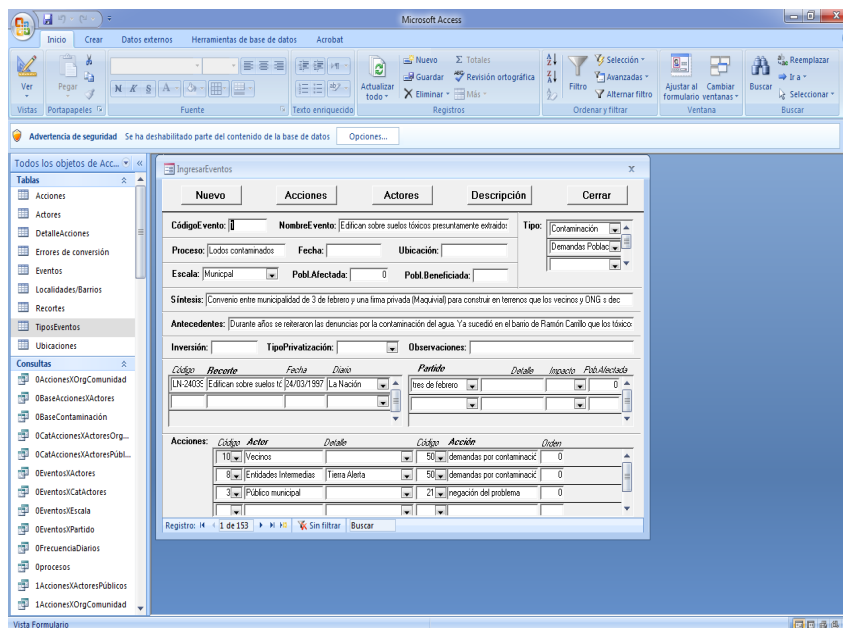 Microsoft Access
Inicio Crear Datos externos Herramientas de base de datos Acrobat
Ver Pegar N K S A Actualizar todo Nuevo Guardar Eliminar Totales Revisión ortográfica Más Filtro Selección Avanzadas Alternar filtro Ajustar al formulario Cambiar ventanas Buscar Reemplazar Ir a Seleccionar
Vistas Portapapeles Fuente Texto enriquecido Registros Ordenar y filtrar Ventana Buscar
Advertencia de seguridad Se ha deshabilitado parte del contenido de la base de datos Opciones...
Todos los objetos de Acc...
Tablas
Acciones
Actores
DetalleAcciones
Errores de conversión
Eventos
Localidades/Barrios
Recortes
TiposEventos
Ubicaciones
Consultas
0AccionesXOrgComunidad
0BaseAccionesXActores
0BaseContaminación
0CatAccionesXActoresOrg...
0CatAccionesXActoresPúbl...
0EventosXActores
0EventosXCatActores
0EventosXEscala
0EventosXPartido
0FrecuenciaDiarios
0procesos
1AccionesXActoresPúblicos
1AccionesXOrgComunidad
IngresarEventos x
Nuevo Acciones Actores Descripción Cerrar
CódigoEvento: 1 NombreEvento: Edifican sobre suelos tóxicos presuntamente extraido: Tipo: Contaminación
Demandas Poblac
Proceso: Lodos contaminados Fecha: Ubicación:
Escala: Municpal Pobl.Afectada: 0 Pobl.Beneficiada:
Síntesis: Convenio entre municipalidad de 3 de febrero y una firma privada (Maquivial) para construir en terrenos que los vecinos y ONG s dec
Antecedentes: Durante años se reiteraron las denuncias por la contaminación del agua. Ya sucedió en el barrio de Ramón Carillo que los tóxico:
Inversión: TipoPrivatización: Observaciones:
Código Recorte Fecha Diario Partido Detalle Impacto Pob.Afectada
LN-24039 Edifican sobre suelos tó 24/03/1997 La Nación tres de febrero 0
Acciones: Código Actor Detalle Código Acción Orden
10 Vecinos 50 demandas por contaminació 0
8 Entidades Intermedias Tierra Alerta 50 demandas por contaminació 0
3 Público municipal 21 negación del problema 0
Registro: 1 de 153 Sin filtrar Buscar
Vista Formulario